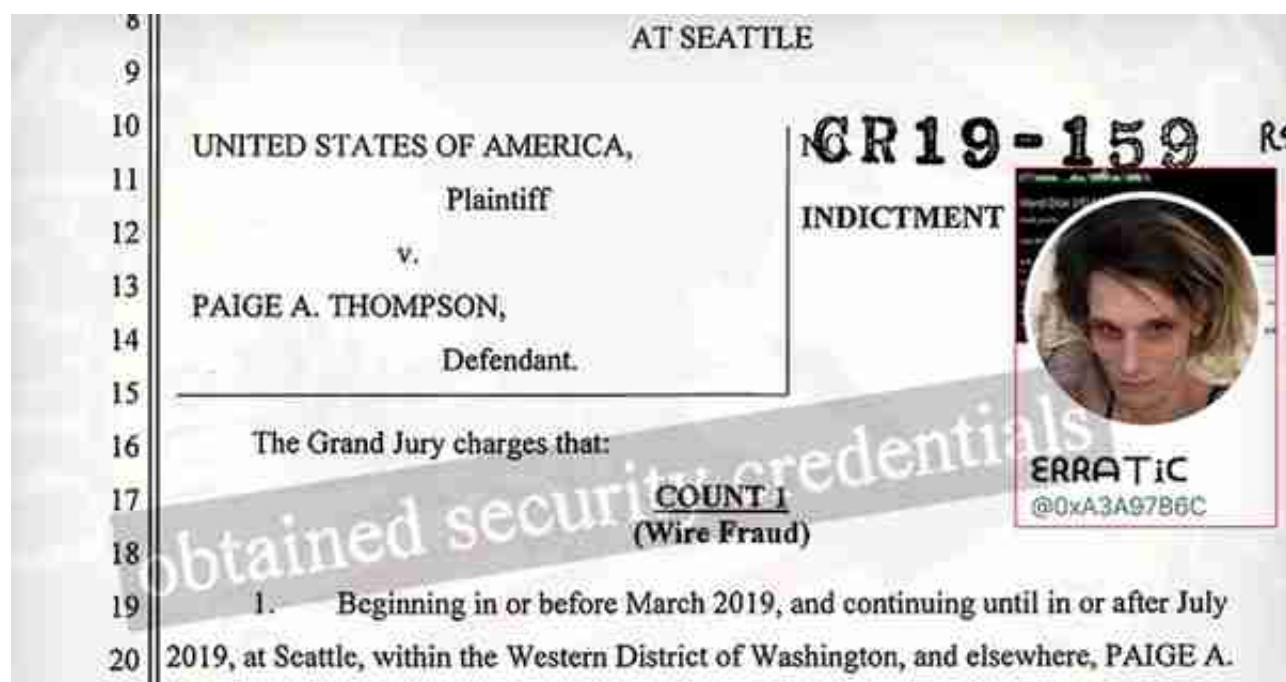 8
AT SEATTLE
9
10
UNITED STATES OF AMERICA,
NO
CR19-159
11
Plaintiff
INDICTMENT
12
v.
13
PAIGE A. THOMPSON,
14
Defendant.
15
16
The Grand Jury charges that:
obtained security credentials
ERRATiC
@0xA3A97B6C
17
COUNT 1
(Wire Fraud)
18
19
1. Beginning in or before March 2019, and continuing until in or after July
20
2019, at Seattle, within the Western District of Washington, and elsewhere, PAIGE A.